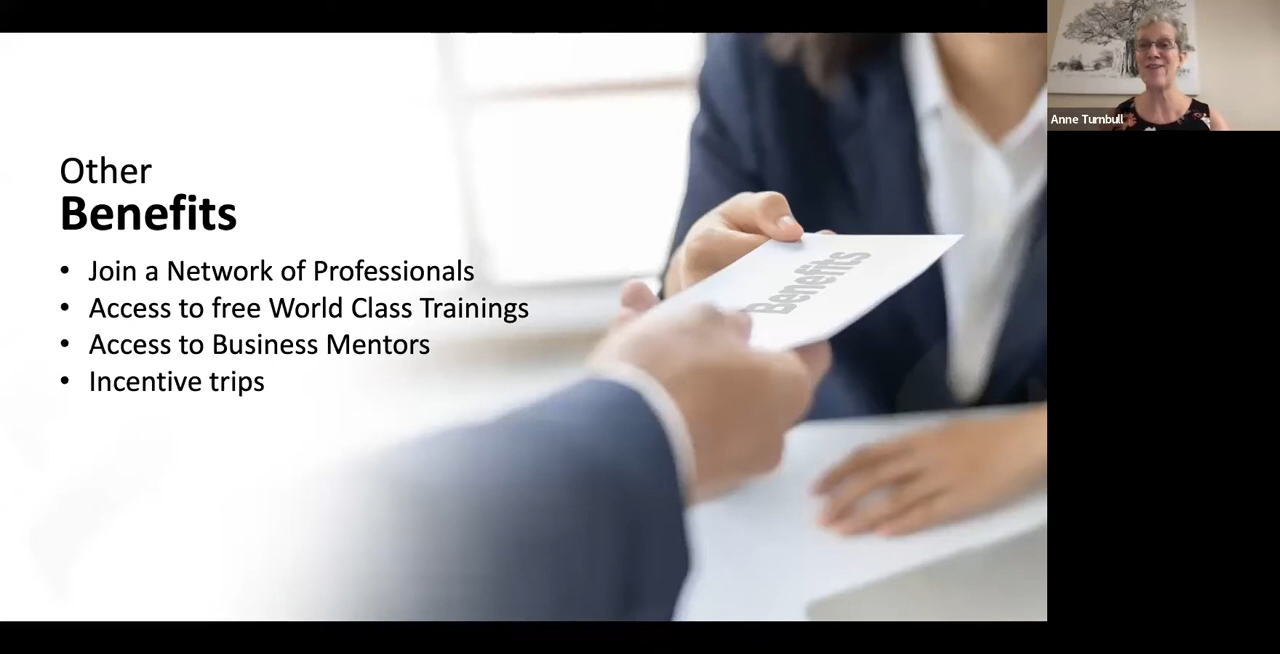 Other
Benefits
• Join a Network of Professionals
• Access to free World Class Trainings
• Access to Business Mentors
• Incentive trips
Benefits
Anne Turnbull